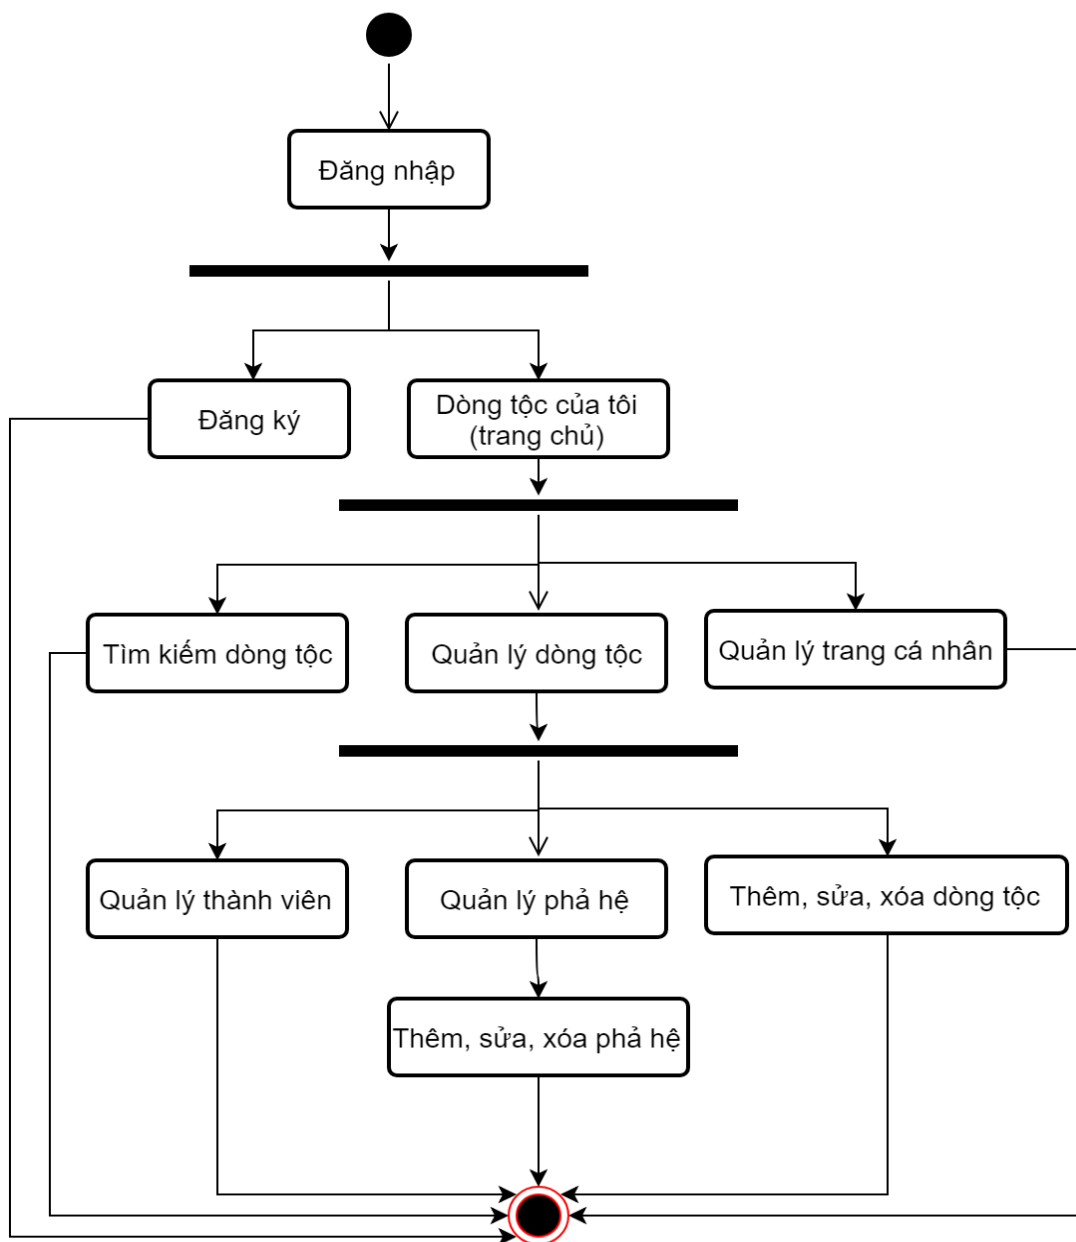 Đăng nhập
Đăng ký
Dòng tộc của tôi
(trang chủ)
Tìm kiếm dòng tộc
Quản lý dòng tộc
Quản lý trang cá nhân
Quản lý thành viên
Quản lý phả hệ
Thêm, sửa, xóa dòng tộc
Thêm, sửa, xóa phả hệ